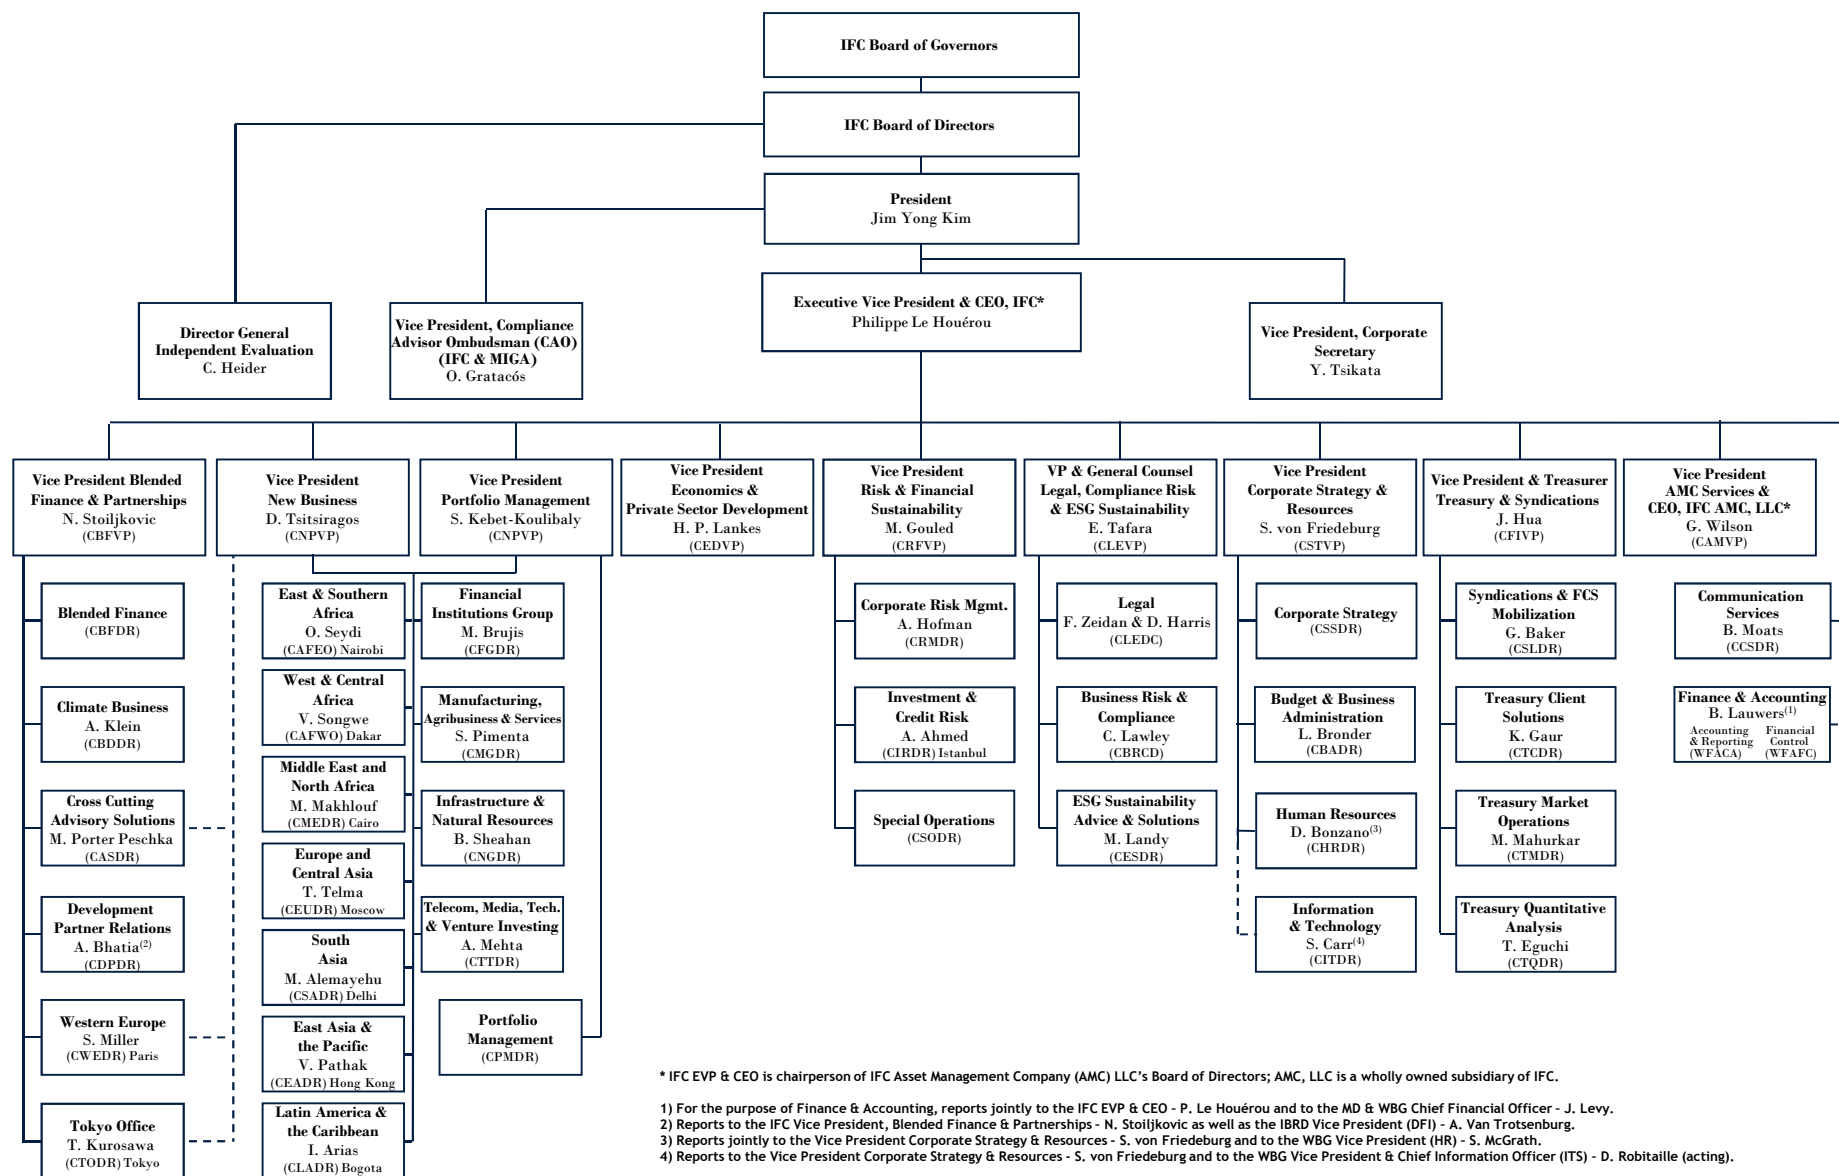 IFC Board of Governors
IFC Board of Directors
President
Jim Yong Kim
Executive Vice President & CEO, IFC*
Philippe Le Houérou
Director General
Independent Evaluation
C. Heider
Vice President, Compliance
Advisor Ombudsman (CAO)
(IFC & MIGA)
O. Gratacós
Vice President, Corporate
Secretary
Y. Tsikata
Vice President Blended
Finance & Partnerships
N. Stoiljkovic
(CBFVP)
Vice President
New Business
D. Tsitsiragos
(CNPVP)
Vice President
Portfolio Management
S. Kebet-Koulibaly
(CNPVP)
Vice President
Economics &
Private Sector Development
H. P. Lankes
(CEDVP)
Vice President
Risk & Financial
Sustainability
M. Gouled
(CRFVP)
VP & General Counsel
Legal, Compliance Risk
& ESG Sustainability
E. Tafara
(CLEVP)
Vice President
Corporate Strategy &
Resources
S. von Friedeburg
(CSTVP)
Vice President & Treasurer
Treasury & Syndications
J. Hua
(CFIVP)
Vice President
AMC Services &
CEO, IFC AMC, LLC*
G. Wilson
(CAMVP)
Blended Finance
(CBFDR)
Climate Business
A. Klein
(CBDDR)
Cross Cutting
Advisory Solutions
M. Porter Peschka
(CASDR)
Development
Partner Relations
A. Bhatia(2)
(CDPDR)
Western Europe
S. Miller
(CWEDR) Paris
Tokyo Office
T. Kurosawa
(CTODR) Tokyo
East & Southern
Africa
O. Seydi
(CAFEO) Nairobi
West & Central
Africa
V. Songwe
(CAFWO) Dakar
Middle East and
North Africa
M. Makhlouf
(CMEDR) Cairo
Europe and
Central Asia
T. Telma
(CEUDR) Moscow
South
Asia
M. Alemayehu
(CSADR) Delhi
East Asia &
the Pacific
V. Pathak
(CEADR) Hong Kong
Latin America &
the Caribbean
I. Arias
(CLADR) Bogota
Financial
Institutions Group
M. Brujis
(CFGDR)
Manufacturing,
Agribusiness & Services
S. Pimenta
(CMGDR)
Infrastructure &
Natural Resources
B. Sheahan
(CNGDR)
Telecom, Media, Tech.
& Venture Investing
A. Mehta
(CTTDR)
Portfolio
Management
(CPMDR)
Corporate Risk Mgmt.
A. Hofman
(CRMDR)
Investment &
Credit Risk
A. Ahmed
(CIRDR) Istanbul
Special Operations
(CSODR)
Legal
F. Zeidan & D. Harris
(CLEDC)
Business Risk &
Compliance
C. Lawley
(CBRCD)
ESG Sustainability
Advice & Solutions
M. Landy
(CESDR)
Corporate Strategy
(CSSDR)
Budget & Business
Administration
L. Bronder
(CBADR)
Human Resources
D. Bonzano(3)
(CHRDR)
Information
& Technology
S. Carr(4)
(CITDR)
Syndications & FCS
Mobilization
G. Baker
(CSLDR)
Treasury Client
Solutions
K. Gaur
(CTCDR)
Treasury Market
Operations
M. Mahurkar
(CTMDR)
Treasury Quantitative
Analysis
T. Eguchi
(CTQDR)
Communication
Services
B. Moats
(CCSDR)
Finance & Accounting
B. Lauwers(1)
Accounting
& Reporting
(WFACA)
Financial
Control
(WFAFC)
* IFC EVP & CEO is chairperson of IFC Asset Management Company (AMC) LLC's Board of Directors; AMC, LLC is a wholly owned subsidiary of IFC.
1) For the purpose of Finance & Accounting, reports jointly to the IFC EVP & CEO - P. Le Houérou and to the MD & WBG Chief Financial Officer - J. Levy.
2) Reports to the IFC Vice President, Blended Finance & Partnerships - N. Stoiljkovic as well as the IBRD Vice President (DFI) - A. Van Trotsenburg.
3) Reports jointly to the Vice President Corporate Strategy & Resources - S. von Friedeburg and to the WBG Vice President (HR) - S. McGrath.
4) Reports to the Vice President Corporate Strategy & Resources - S. von Friedeburg and to the WBG Vice President & Chief Information Officer (ITS) - D. Robitaille (acting).